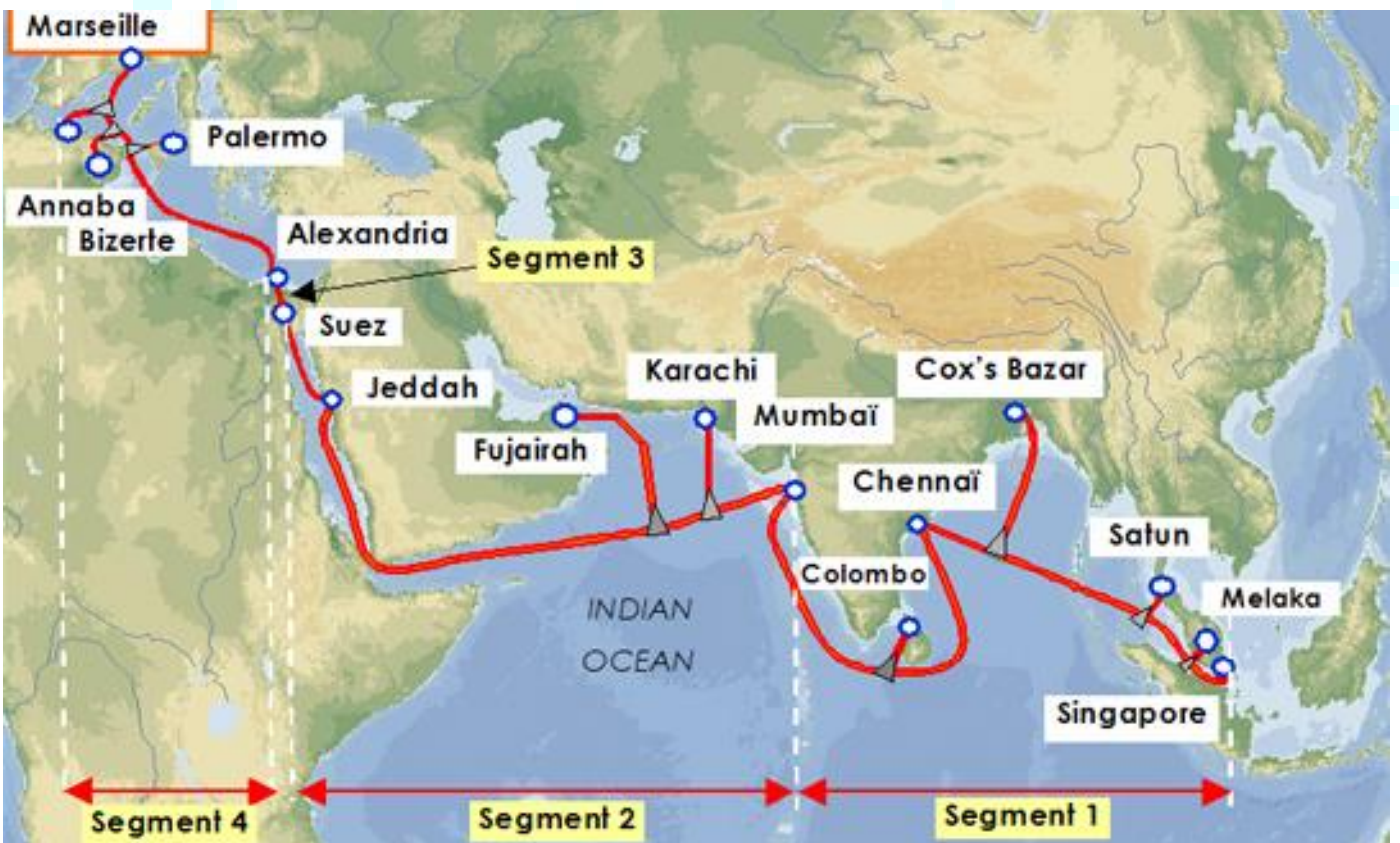 Marseille
Palermo
Annaba
Bizerte
Alexandria
Segment 3
Suez
Jeddah
Karachi
Cox's Bazar
Mumbaï
Fujairah
Chennaï
Satun
Colombo
Melaka
INDIAN
OCEAN
Singapore
Segment 4
Segment 2
Segment 1